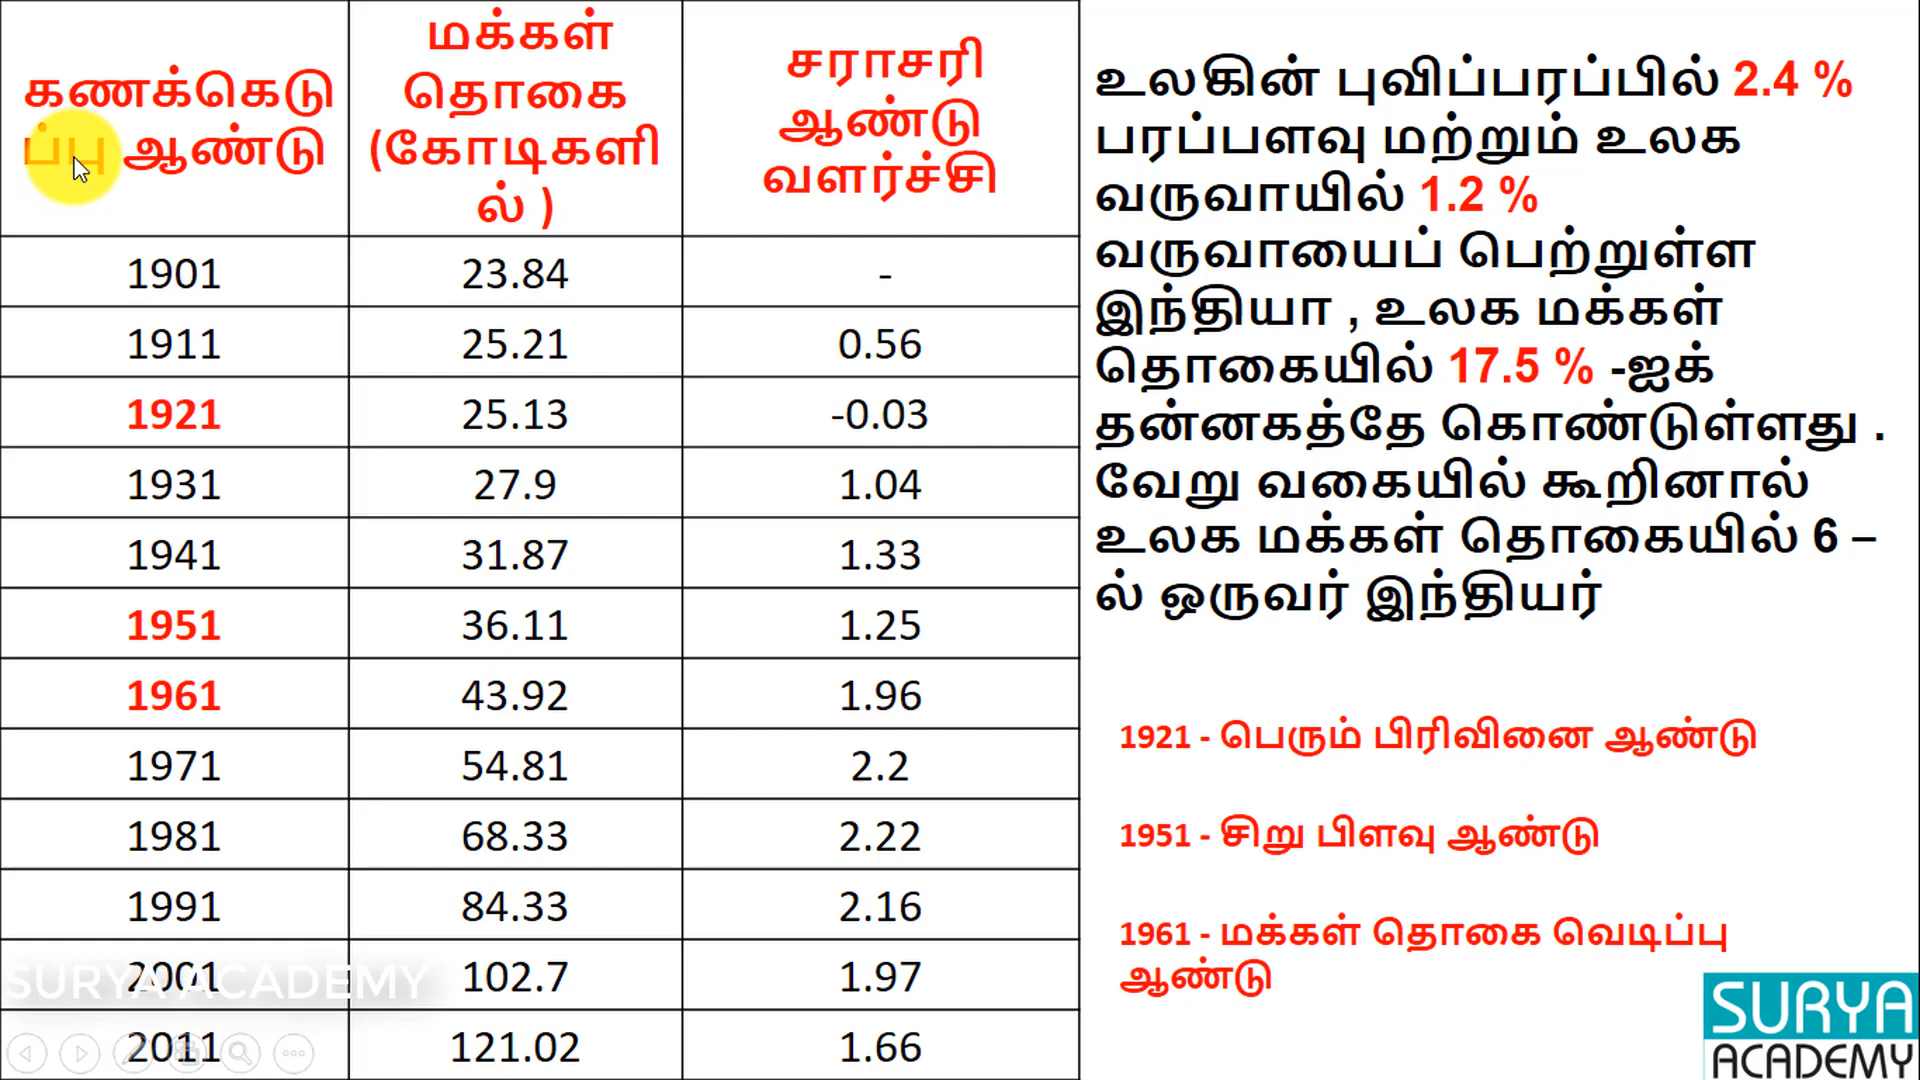 கணக்கெடு
ப்பு ஆண்டு
மக்கள்
தொகை
(கோடிகளி
ல் )
சராசரி
ஆண்டு
வளர்ச்சி
1901 23.84 -
1911 25.21 0.56
1921 25.13 -0.03
1931 27.9 1.04
1941 31.87 1.33
1951 36.11 1.25
1961 43.92 1.96
1971 54.81 2.2
1981 68.33 2.22
1991 84.33 2.16
2001 102.7 1.97
2011 121.02 1.66
SURYA ACADEMY
உலகின் புவிப்பரப்பில் 2.4 %
பரப்பளவு மற்றும் உலக
வருவாயில் 1.2 %
வருவாயைப் பெற்றுள்ள
இந்தியா , உலக மக்கள்
தொகையில் 17.5 % -ஐக்
தன்னகத்தே கொண்டுள்ளது .
வேறு வகையில் கூறினால்
உலக மக்கள் தொகையில் 6 –
ல் ஒருவர் இந்தியர்
1921 - பெரும் பிரிவினை ஆண்டு
1951 - சிறு பிளவு ஆண்டு
1961 - மக்கள் தொகை வெடிப்பு
ஆண்டு
SURYA
ACADEMY